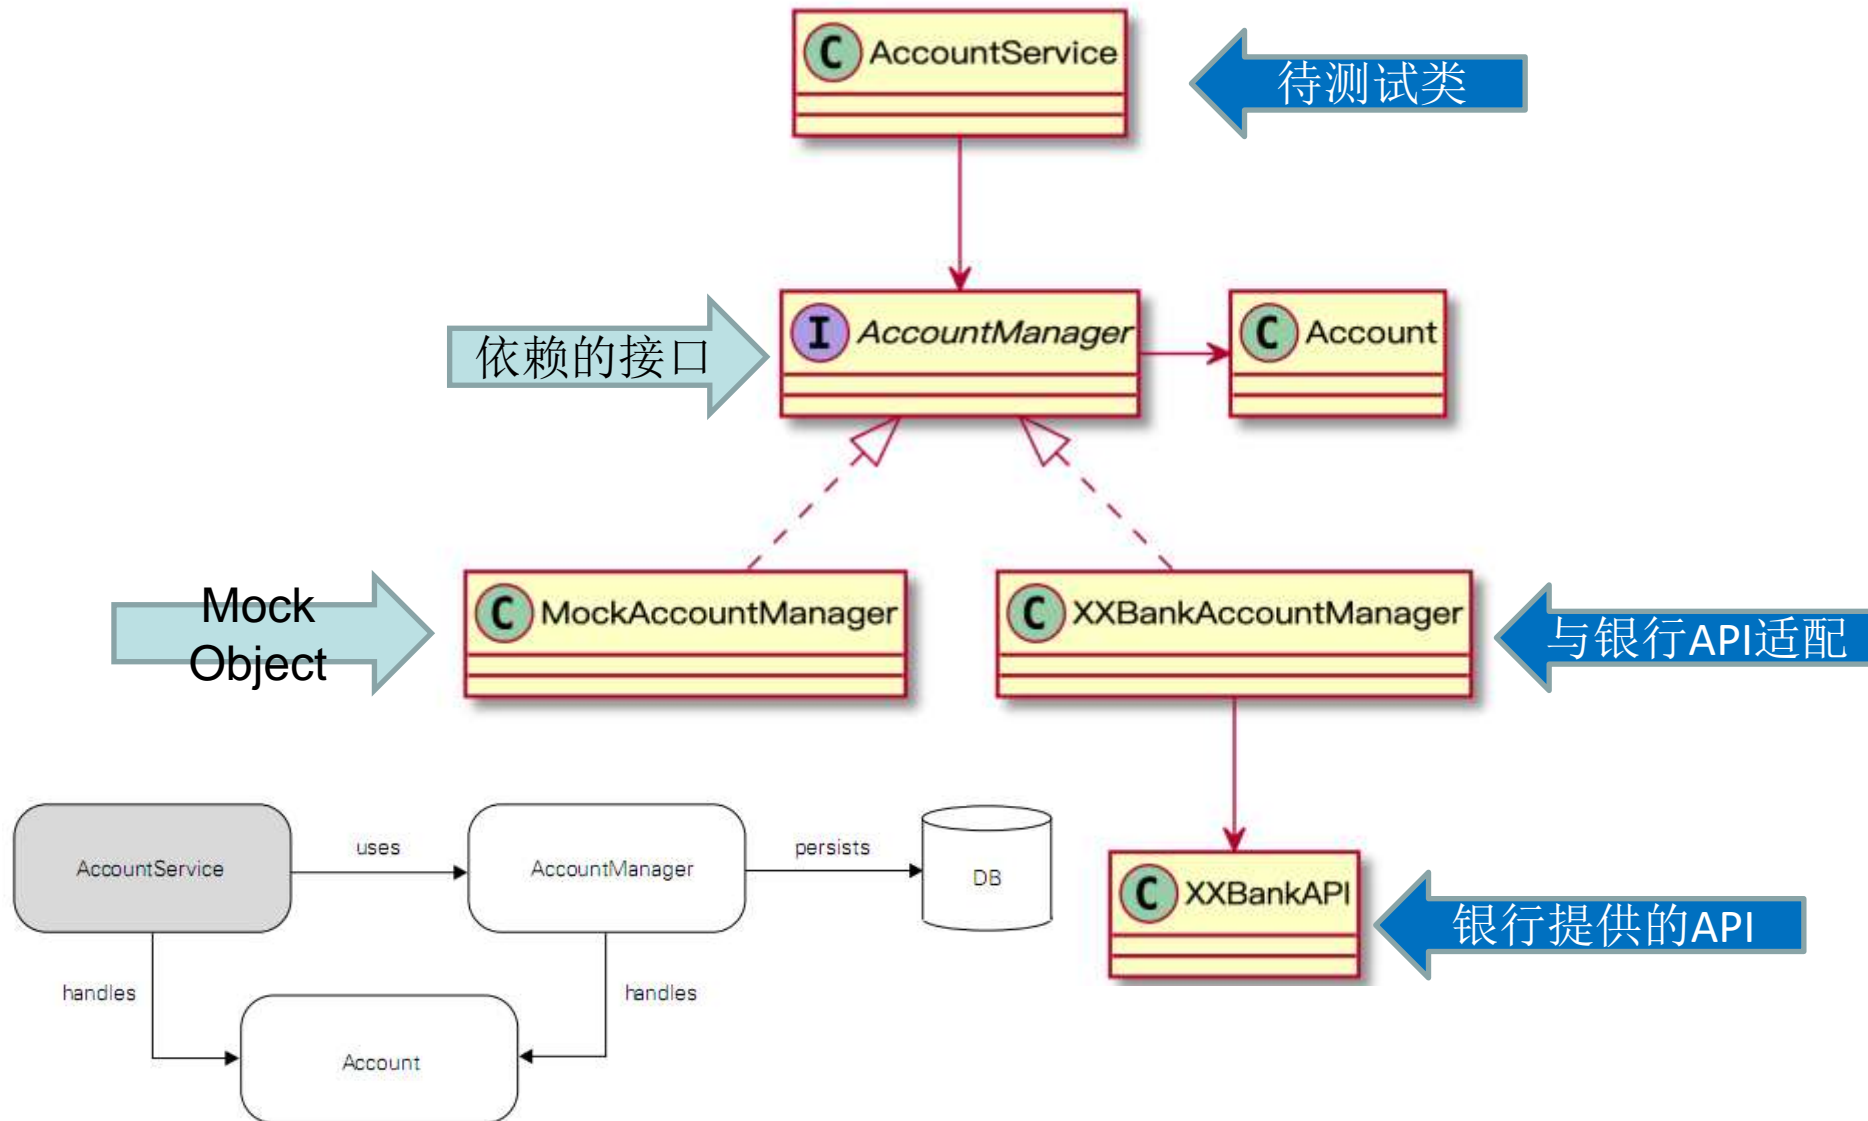 C AccountService
待测试类
依赖的接口
I AccountManager
C Account
Mock
Object
C MockAccountManager
C XXBankAccountManager
与银行API适配
AccountService
uses
AccountManager
persists
DB
C XXBankAPI
银行提供的API
handles
handles
Account